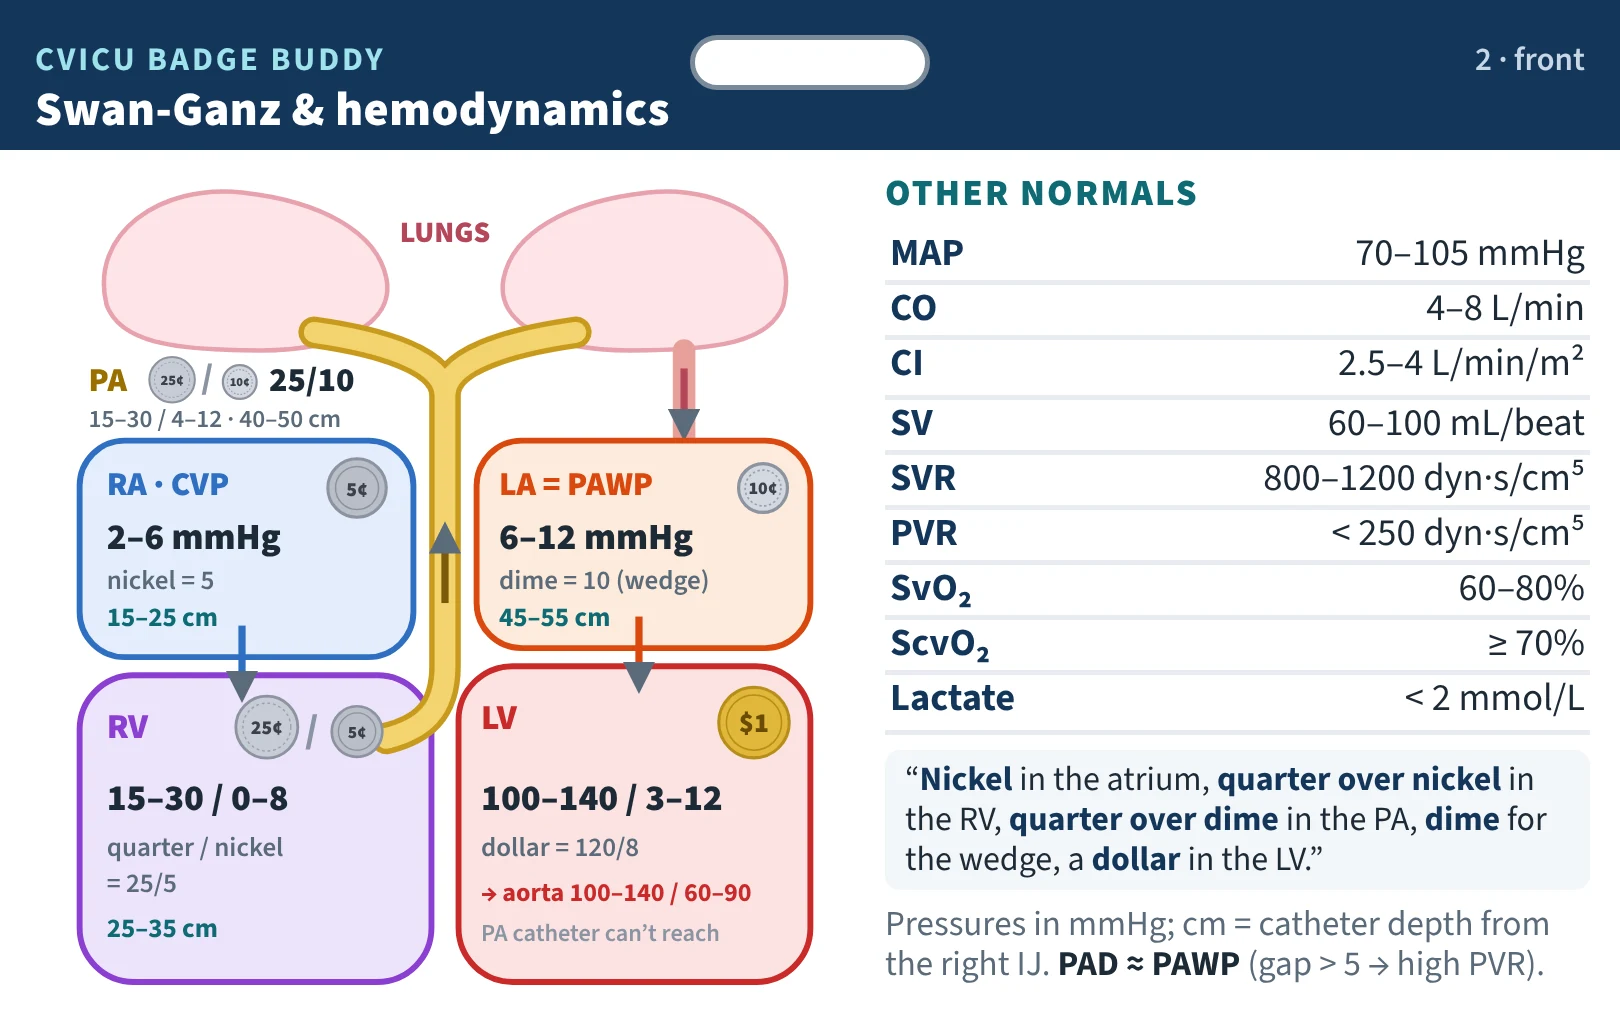 CVICU BADGE BUDDY
Swan-Ganz & hemodynamics
2 · front
LUNGS
PA 25¢ / 10¢ 25/10
15–30 / 4–12 · 40–50 cm
RA · CVP 5¢
2–6 mmHg
nickel = 5
15–25 cm
LA = PAWP 10¢
6–12 mmHg
dime = 10 (wedge)
45–55 cm
RV 25¢ / 5¢
15–30 / 0–8
quarter / nickel
= 25/5
25–35 cm
LV $1
100–140 / 3–12
dollar = 120/8
→ aorta 100–140 / 60–90
PA catheter can’t reach
OTHER NORMALS
MAP 70–105 mmHg
CO 4–8 L/min
CI 2.5–4 L/min/m²
SV 60–100 mL/beat
SVR 800–1200 dyn·s/cm⁵
PVR < 250 dyn·s/cm⁵
SvO₂ 60–80%
ScvO₂ ≥ 70%
Lactate < 2 mmol/L
“Nickel in the atrium, quarter over nickel in
the RV, quarter over dime in the PA, dime for
the wedge, a dollar in the LV.”
Pressures in mmHg; cm = catheter depth from
the right IJ. PAD ≈ PAWP (gap > 5 → high PVR).